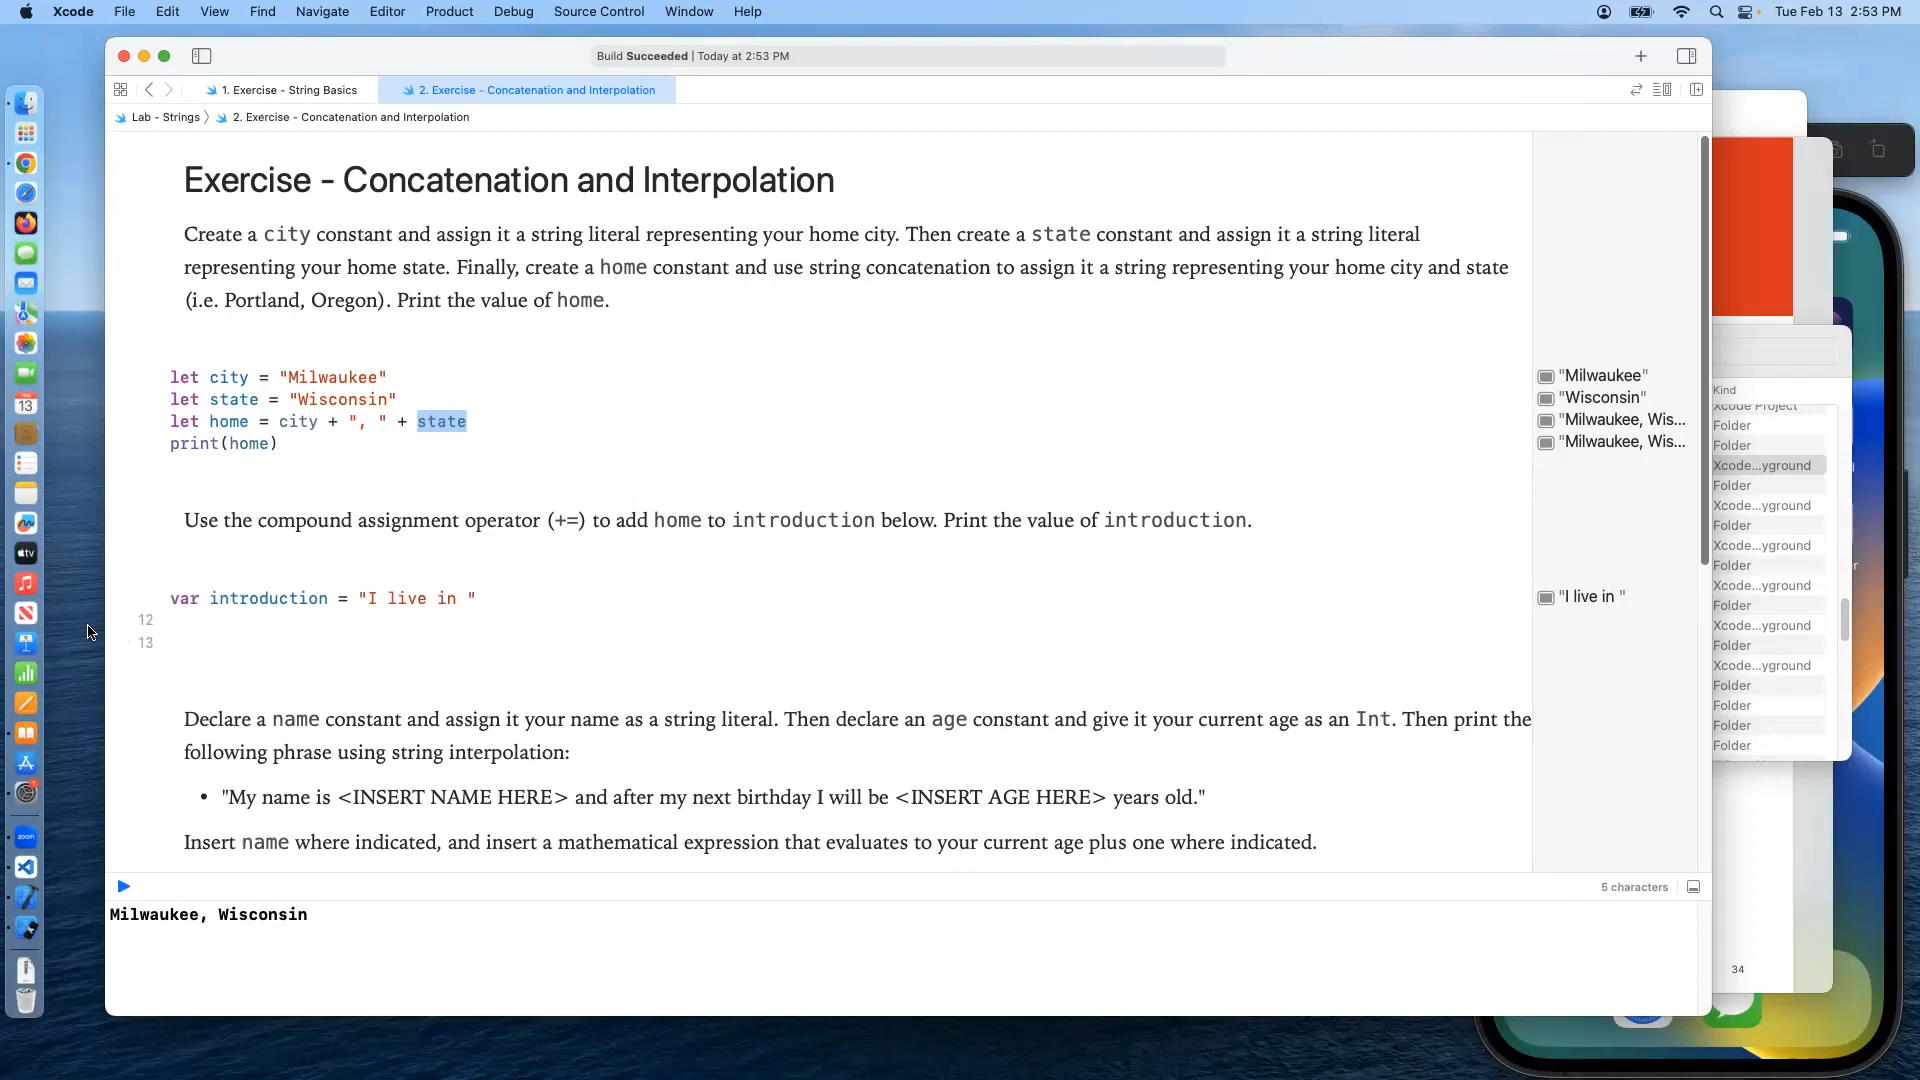 Xcode File Edit View Find Navigate Editor Product Debug Source Control Window Help
Tue Feb 13 2:53 PM
Build Succeeded | Today at 2:53 PM
1. Exercise - String Basics
2. Exercise - Concatenation and Interpolation
Lab - Strings 〉 2. Exercise - Concatenation and Interpolation
Exercise - Concatenation and Interpolation
Create a city constant and assign it a string literal representing your home city. Then create a state constant and assign it a string literal
representing your home state. Finally, create a home constant and use string concatenation to assign it a string representing your home city and state
(i.e. Portland, Oregon). Print the value of home.
let city = "Milwaukee"
"Milwaukee"
let state = "Wisconsin"
"Wisconsin"
let home = city + ", " + state
"Milwaukee, Wis...
print(home)
"Milwaukee, Wis...
Use the compound assignment operator (+=) to add home to introduction below. Print the value of introduction.
var introduction = "I live in "
"I live in "
12
13
Declare a name constant and assign it your name as a string literal. Then declare an age constant and give it your current age as an Int. Then print the
following phrase using string interpolation:
• "My name is <INSERT NAME HERE> and after my next birthday I will be <INSERT AGE HERE> years old."
Insert name where indicated, and insert a mathematical expression that evaluates to your current age plus one where indicated.
5 characters
Milwaukee, Wisconsin
Kind
Xcode Project
Folder
Folder
Xcode...yground
Folder
Xcode...yground
Folder
Xcode...yground
Folder
Xcode...yground
Folder
Xcode...yground
Folder
Xcode...yground
Folder
Folder
Folder
Folder
34
13
tv
zoom